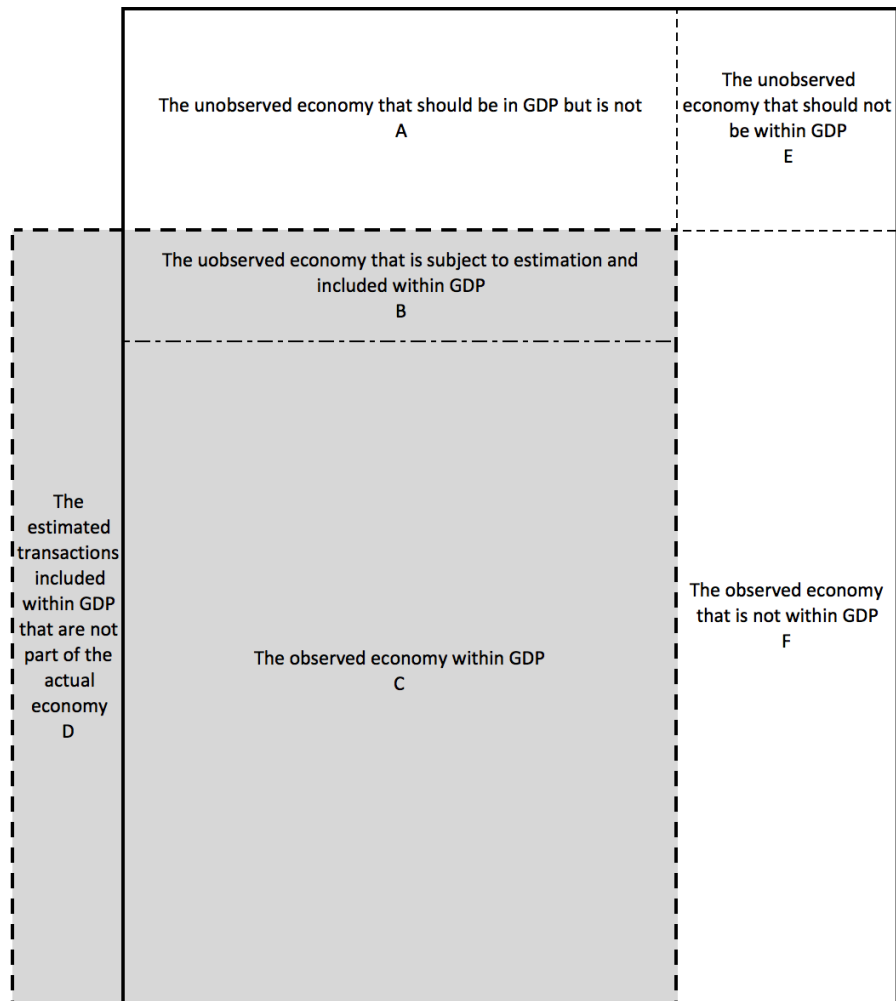 The unobserved economy that should be in GDP but is not
A
The unobserved
economy that should not
be within GDP
E
The uobserved economy that is subject to estimation and
included within GDP
B
The
estimated
transactions
included
within GDP
that are not
part of the
actual
economy
D
The observed economy within GDP
C
The observed economy
that is not within GDP
F